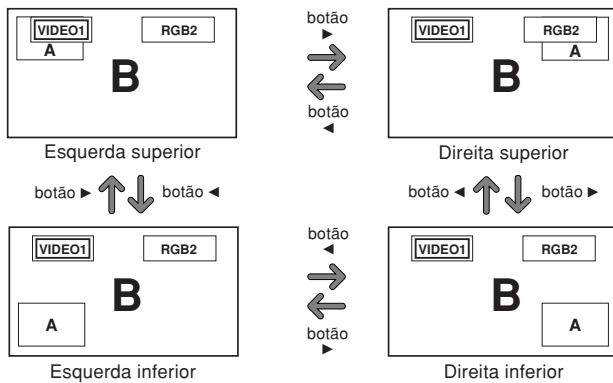 VIDEO1
RGB2
A
B
Esquerda superior
botão
►
botão
◄
VIDEO1
RGB2
A
B
Direita superior
botão ►
botão ◄
botão ◄
botão ►
VIDEO1
RGB2
B
A
Esquerda inferior
botão
◄
botão
►
VIDEO1
RGB2
B
A
Direita inferior